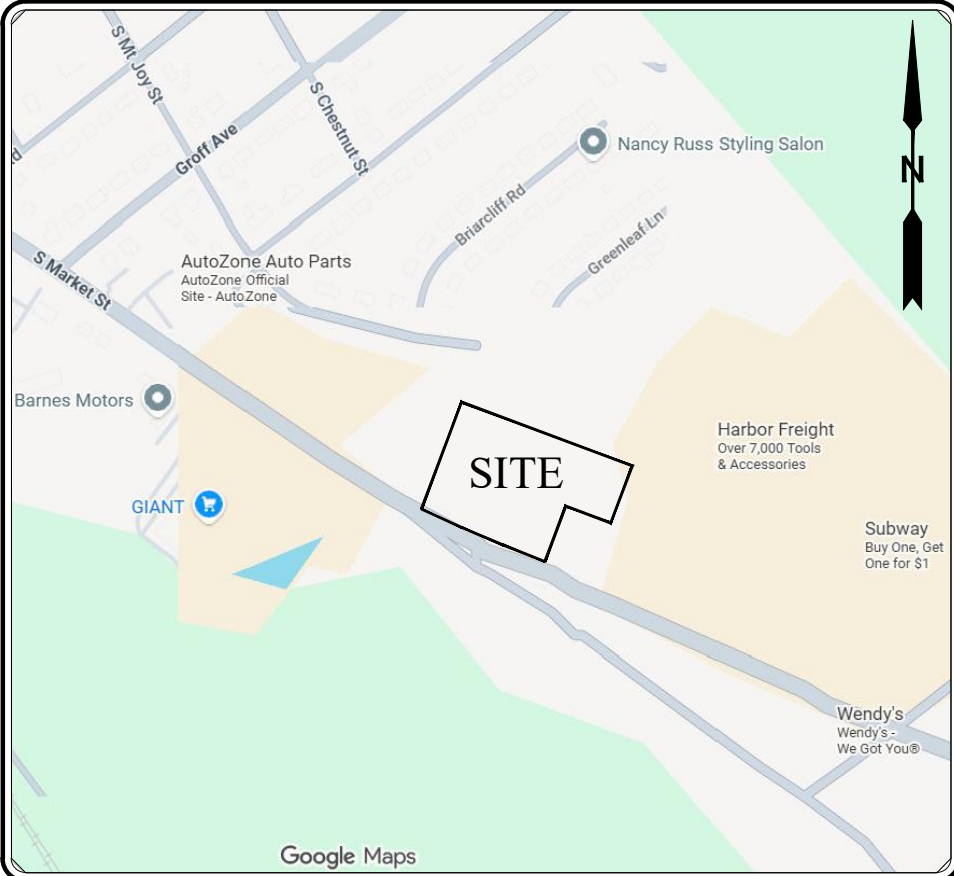 S Mt Joy St
S Chestnut St
Groff Ave
Nancy Russ Styling Salon
N
Briarcliff Rd
Greenleaf Ln
S Market St
AutoZone Auto Parts
AutoZone Official
Site - AutoZone
Barnes Motors
SITE
Harbor Freight
Over 7,000 Tools
& Accessories
GIANT
Subway
Buy One, Get
One for $1
Wendy's
Wendy's -
We Got You®
Google Maps